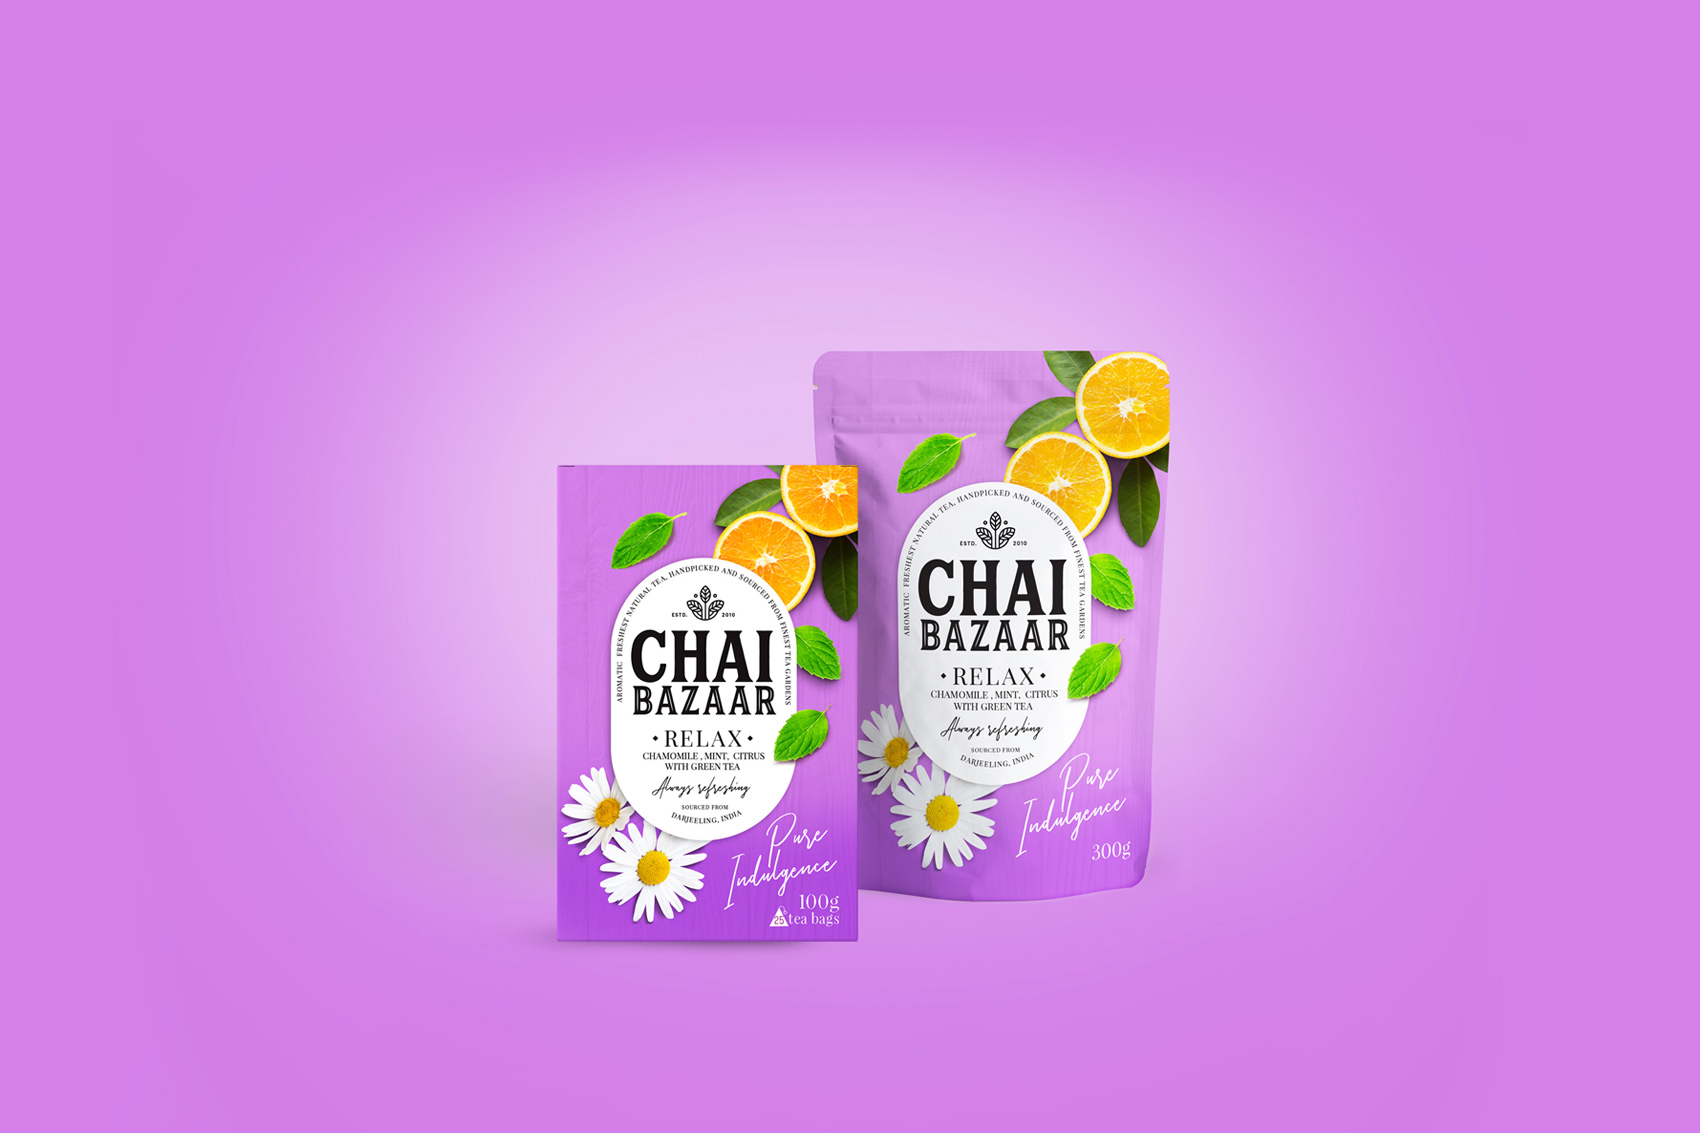 AROMATIC FRESHEST NATURAL TEA, HANDPICKED AND SOURCED FROM FINEST TEA GARDENS
ESTD. 2010
CHAI
BAZAAR
RELAX
CHAMOMILE , MINT, CITRUS
WITH GREEN TEA
Always refreshing
SOURCED FROM
DARJEELING, INDIA
Pure
Indulgence
100g
25 tea bags
AROMATIC FRESHEST NATURAL TEA, HANDPICKED AND SOURCED FROM FINEST TEA GARDENS
ESTD. 2010
CHAI
BAZAAR
RELAX
CHAMOMILE , MINT, CITRUS
WITH GREEN TEA
Always refreshing
SOURCED FROM
DARJEELING, INDIA
Pure
Indulgence
300g